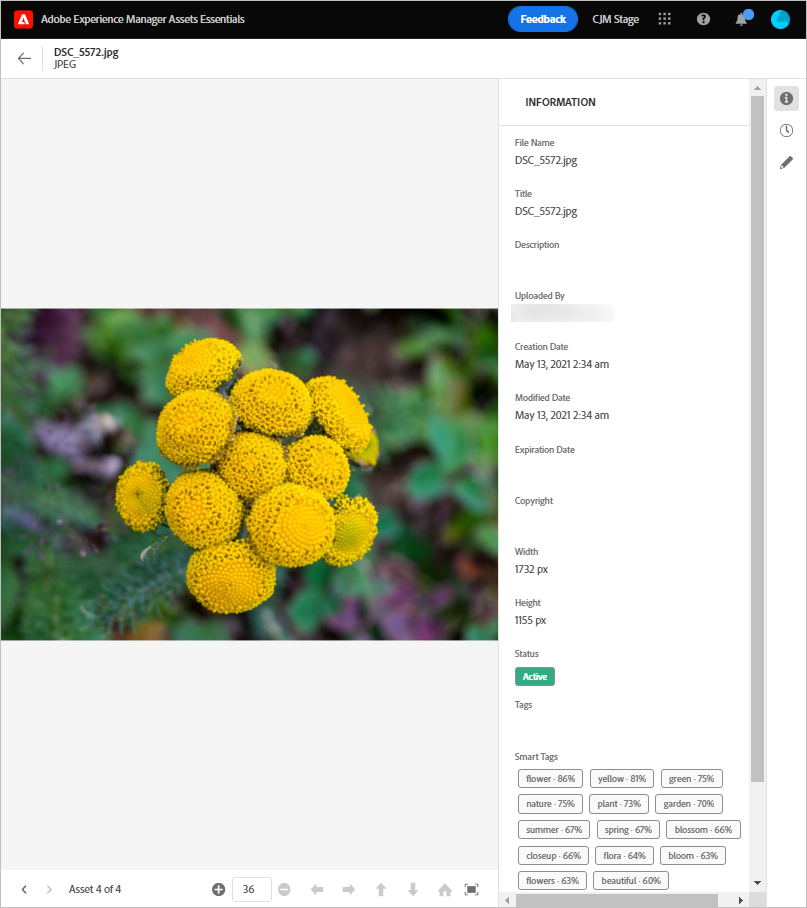 Adobe Experience Manager Assets Essentials
Feedback
CJM Stage
DSC_5572.jpg
JPEG
INFORMATION
File Name
DSC_5572.jpg
Title
DSC_5572.jpg
Description
Uploaded By
Creation Date
May 13, 2021 2:34 am
Modified Date
May 13, 2021 2:34 am
Expiration Date
Copyright
Width
1732 px
Height
1155 px
Status
Active
Tags
Smart Tags
flower · 86% yellow · 81% green · 75%
nature · 75% plant · 73% garden · 70%
summer · 67% spring · 67% blossom · 66%
closeup · 66% flora · 64% bloom · 63%
flowers · 63% beautiful · 60%
Asset 4 of 4
36